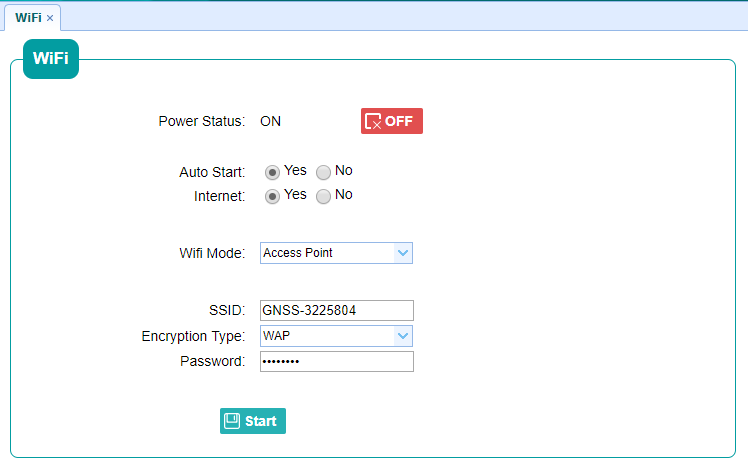 WiFi ×
WiFi
Power Status: ON OFF
Auto Start: Yes No
Internet: Yes No
Wifi Mode: Access Point
SSID: GNSS-3225804
Encryption Type: WAP
Password: ••••••••
Start